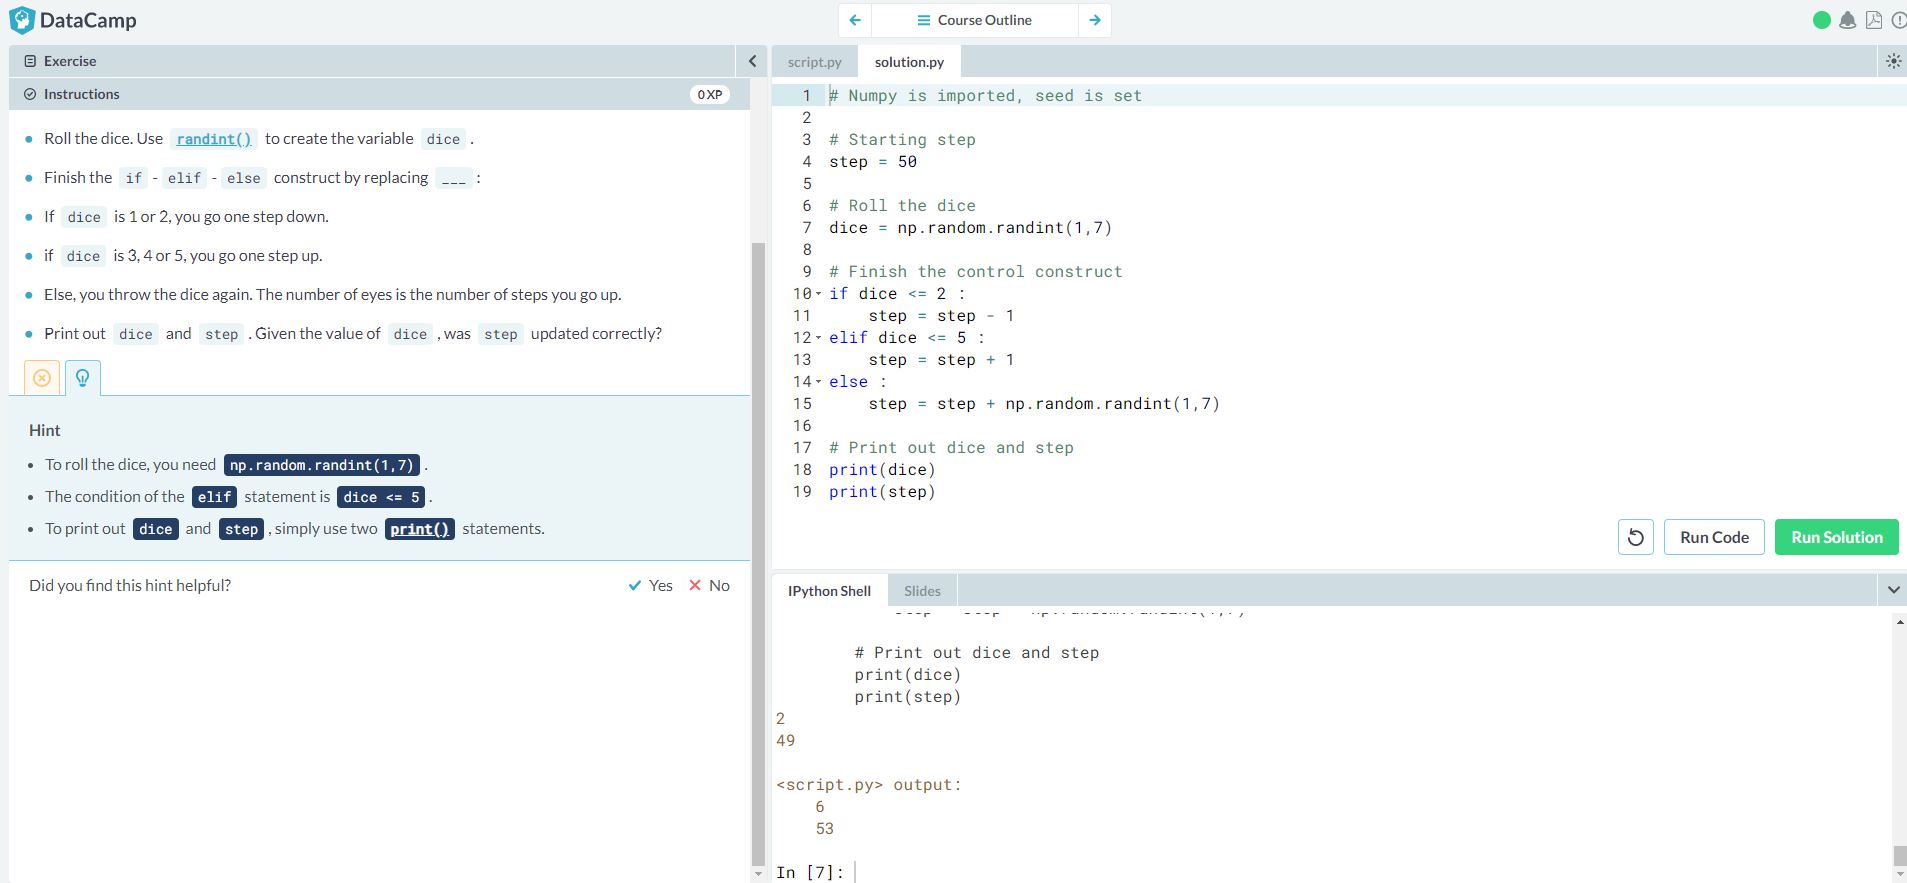 DataCamp
Course Outline
Exercise
Instructions
0 XP
Roll the dice. Use randint() to create the variable dice .
Finish the if - elif - else construct by replacing ___ :
If dice is 1 or 2, you go one step down.
if dice is 3, 4 or 5, you go one step up.
Else, you throw the dice again. The number of eyes is the number of steps you go up.
Print out dice and step . Given the value of dice , was step updated correctly?
Hint
To roll the dice, you need np.random.randint(1,7) .
The condition of the elif statement is dice <= 5 .
To print out dice and step , simply use two print() statements.
Did you find this hint helpful?
Yes
No
script.py
solution.py
1 # Numpy is imported, seed is set
2
3 # Starting step
4 step = 50
5
6 # Roll the dice
7 dice = np.random.randint(1,7)
8
9 # Finish the control construct
10 if dice <= 2 :
11     step = step - 1
12 elif dice <= 5 :
13     step = step + 1
14 else :
15     step = step + np.random.randint(1,7)
16
17 # Print out dice and step
18 print(dice)
19 print(step)
Run Code
Run Solution
IPython Shell
Slides
# Print out dice and step
print(dice)
print(step)
2
49
<script.py> output:
6
53
In [7]: